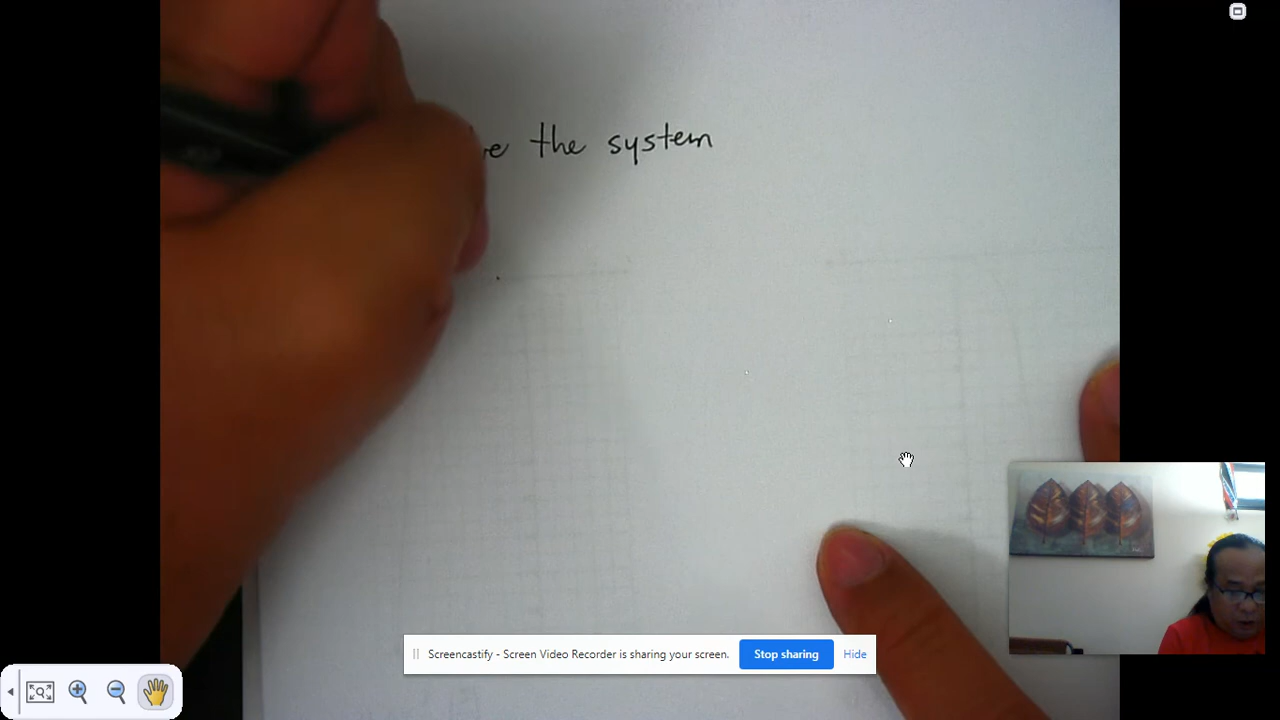 the system
Screencastify - Screen Video Recorder is sharing your screen.
Stop sharing
Hide